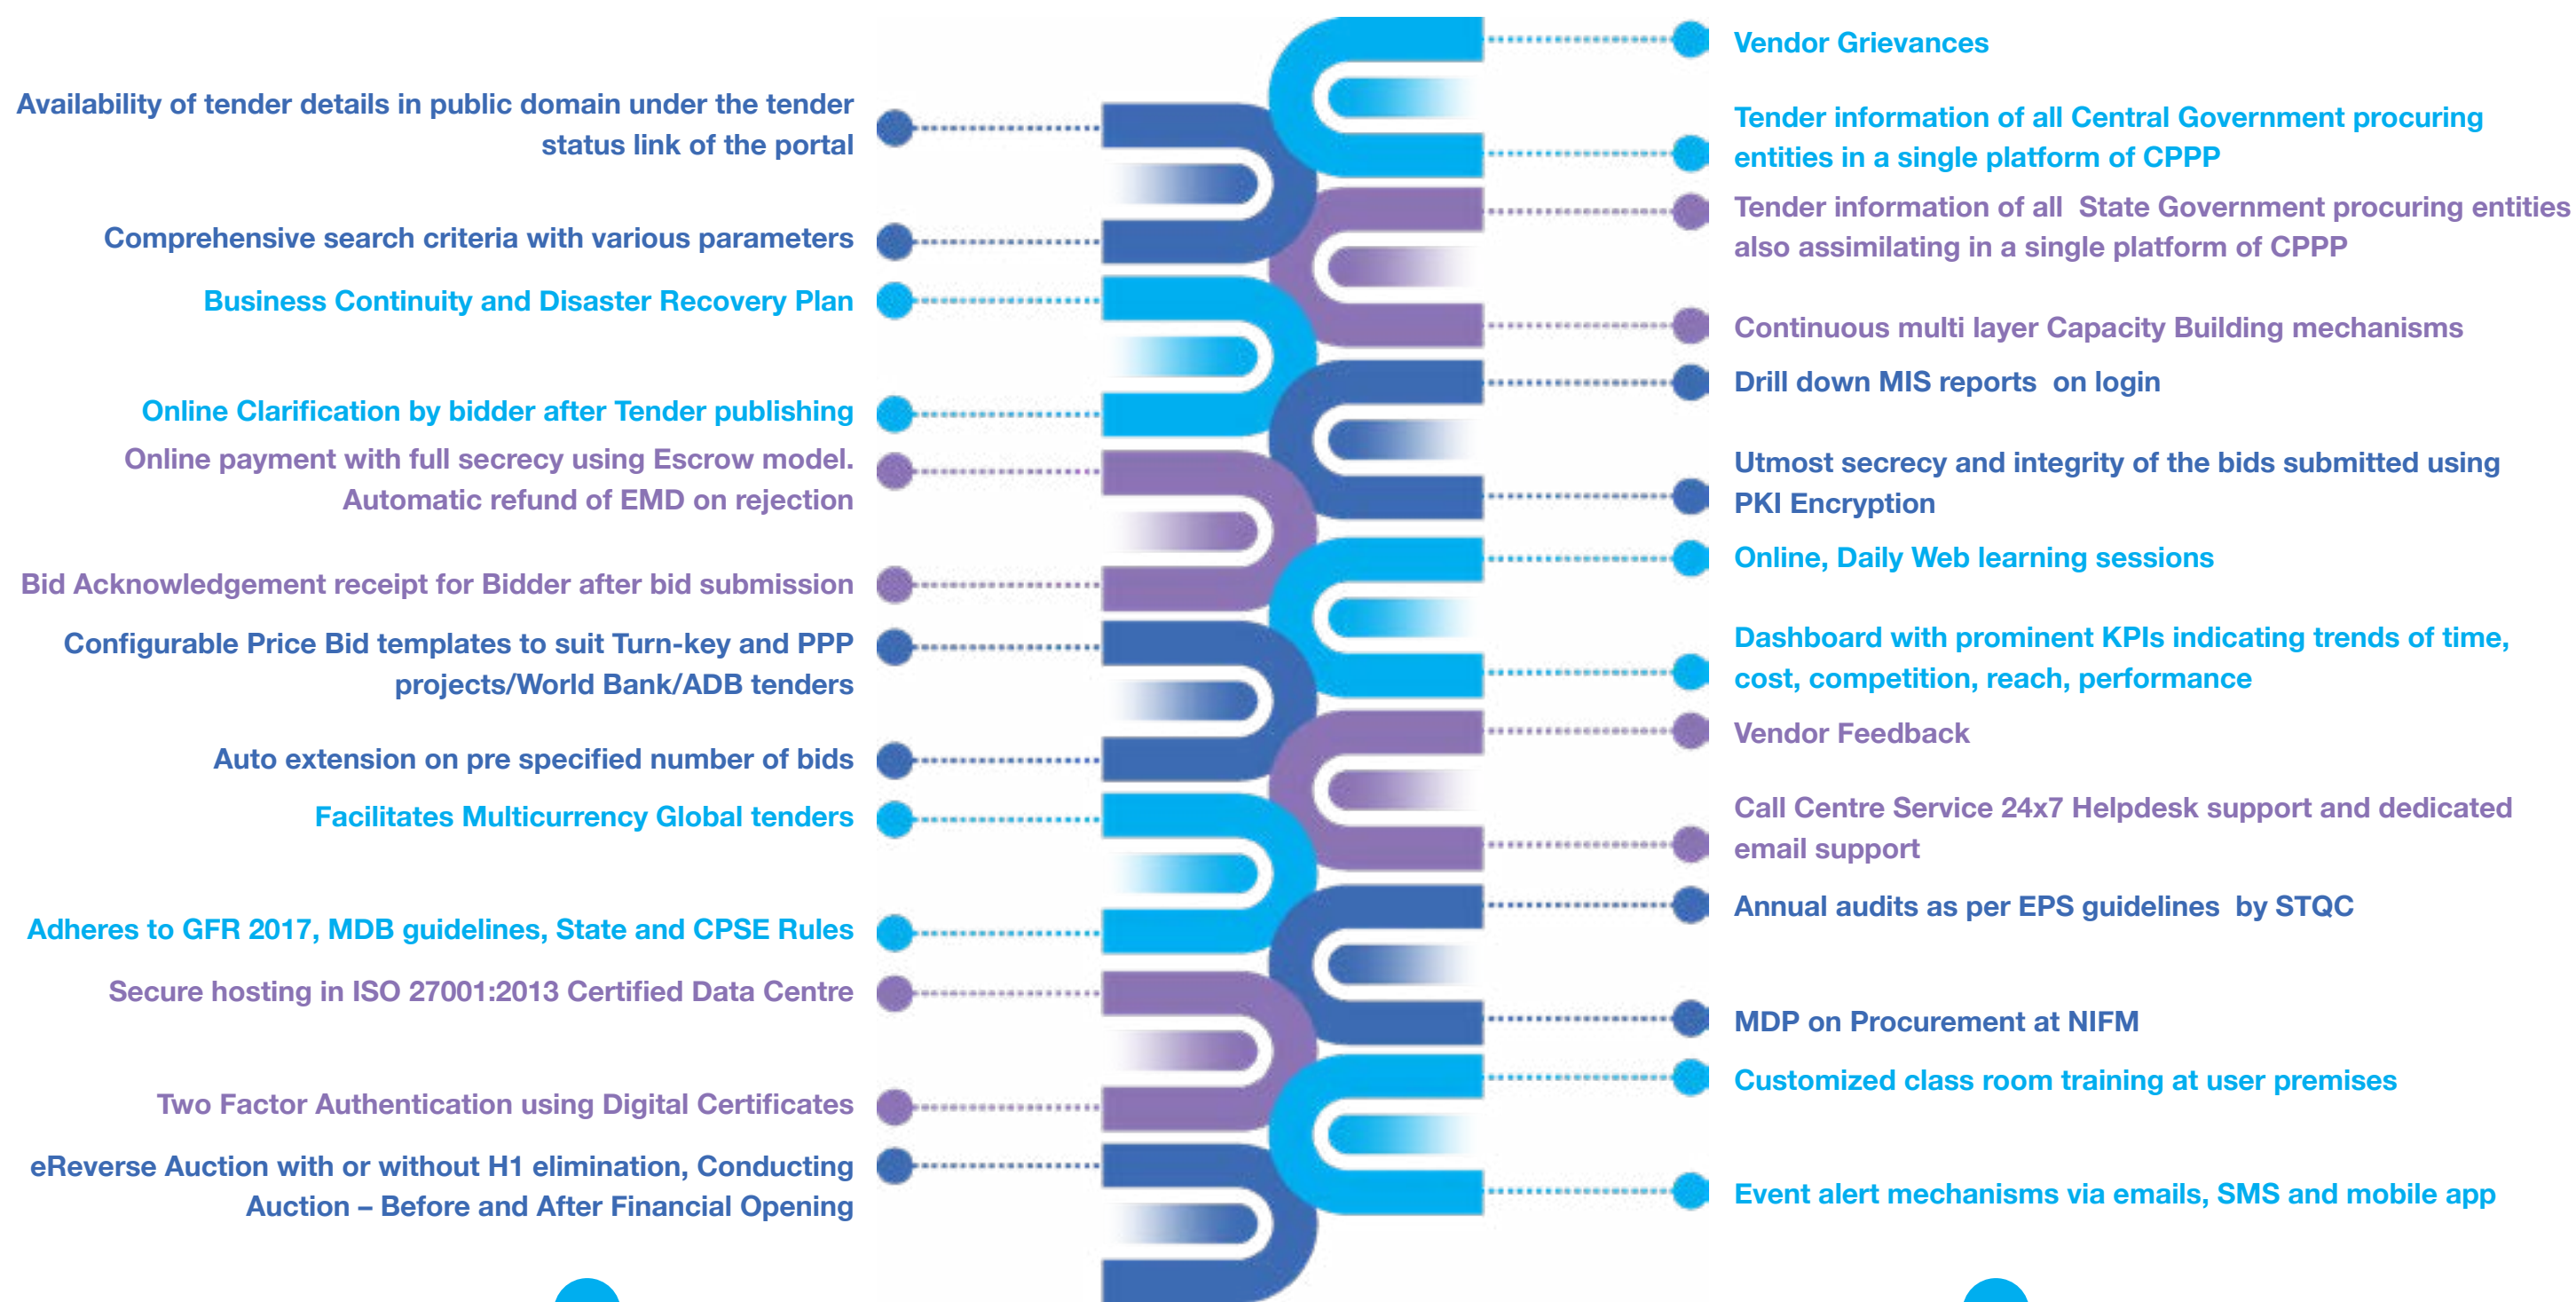 Availability of tender details in public domain under the tender
status link of the portal
Comprehensive search criteria with various parameters
Business Continuity and Disaster Recovery Plan
Online Clarification by bidder after Tender publishing
Online payment with full secrecy using Escrow model.
Automatic refund of EMD on rejection
Bid Acknowledgement receipt for Bidder after bid submission
Configurable Price Bid templates to suit Turn-key and PPP
projects/World Bank/ADB tenders
Auto extension on pre specified number of bids
Facilitates Multicurrency Global tenders
Adheres to GFR 2017, MDB guidelines, State and CPSE Rules
Secure hosting in ISO 27001:2013 Certified Data Centre
Two Factor Authentication using Digital Certificates
eReverse Auction with or without H1 elimination, Conducting
Auction – Before and After Financial Opening
Vendor Grievances
Tender information of all Central Government procuring
entities in a single platform of CPPP
Tender information of all State Government procuring entities
also assimilating in a single platform of CPPP
Continuous multi layer Capacity Building mechanisms
Drill down MIS reports on login
Utmost secrecy and integrity of the bids submitted using
PKI Encryption
Online, Daily Web learning sessions
Dashboard with prominent KPIs indicating trends of time,
cost, competition, reach, performance
Vendor Feedback
Call Centre Service 24x7 Helpdesk support and dedicated
email support
Annual audits as per EPS guidelines by STQC
MDP on Procurement at NIFM
Customized class room training at user premises
Event alert mechanisms via emails, SMS and mobile app